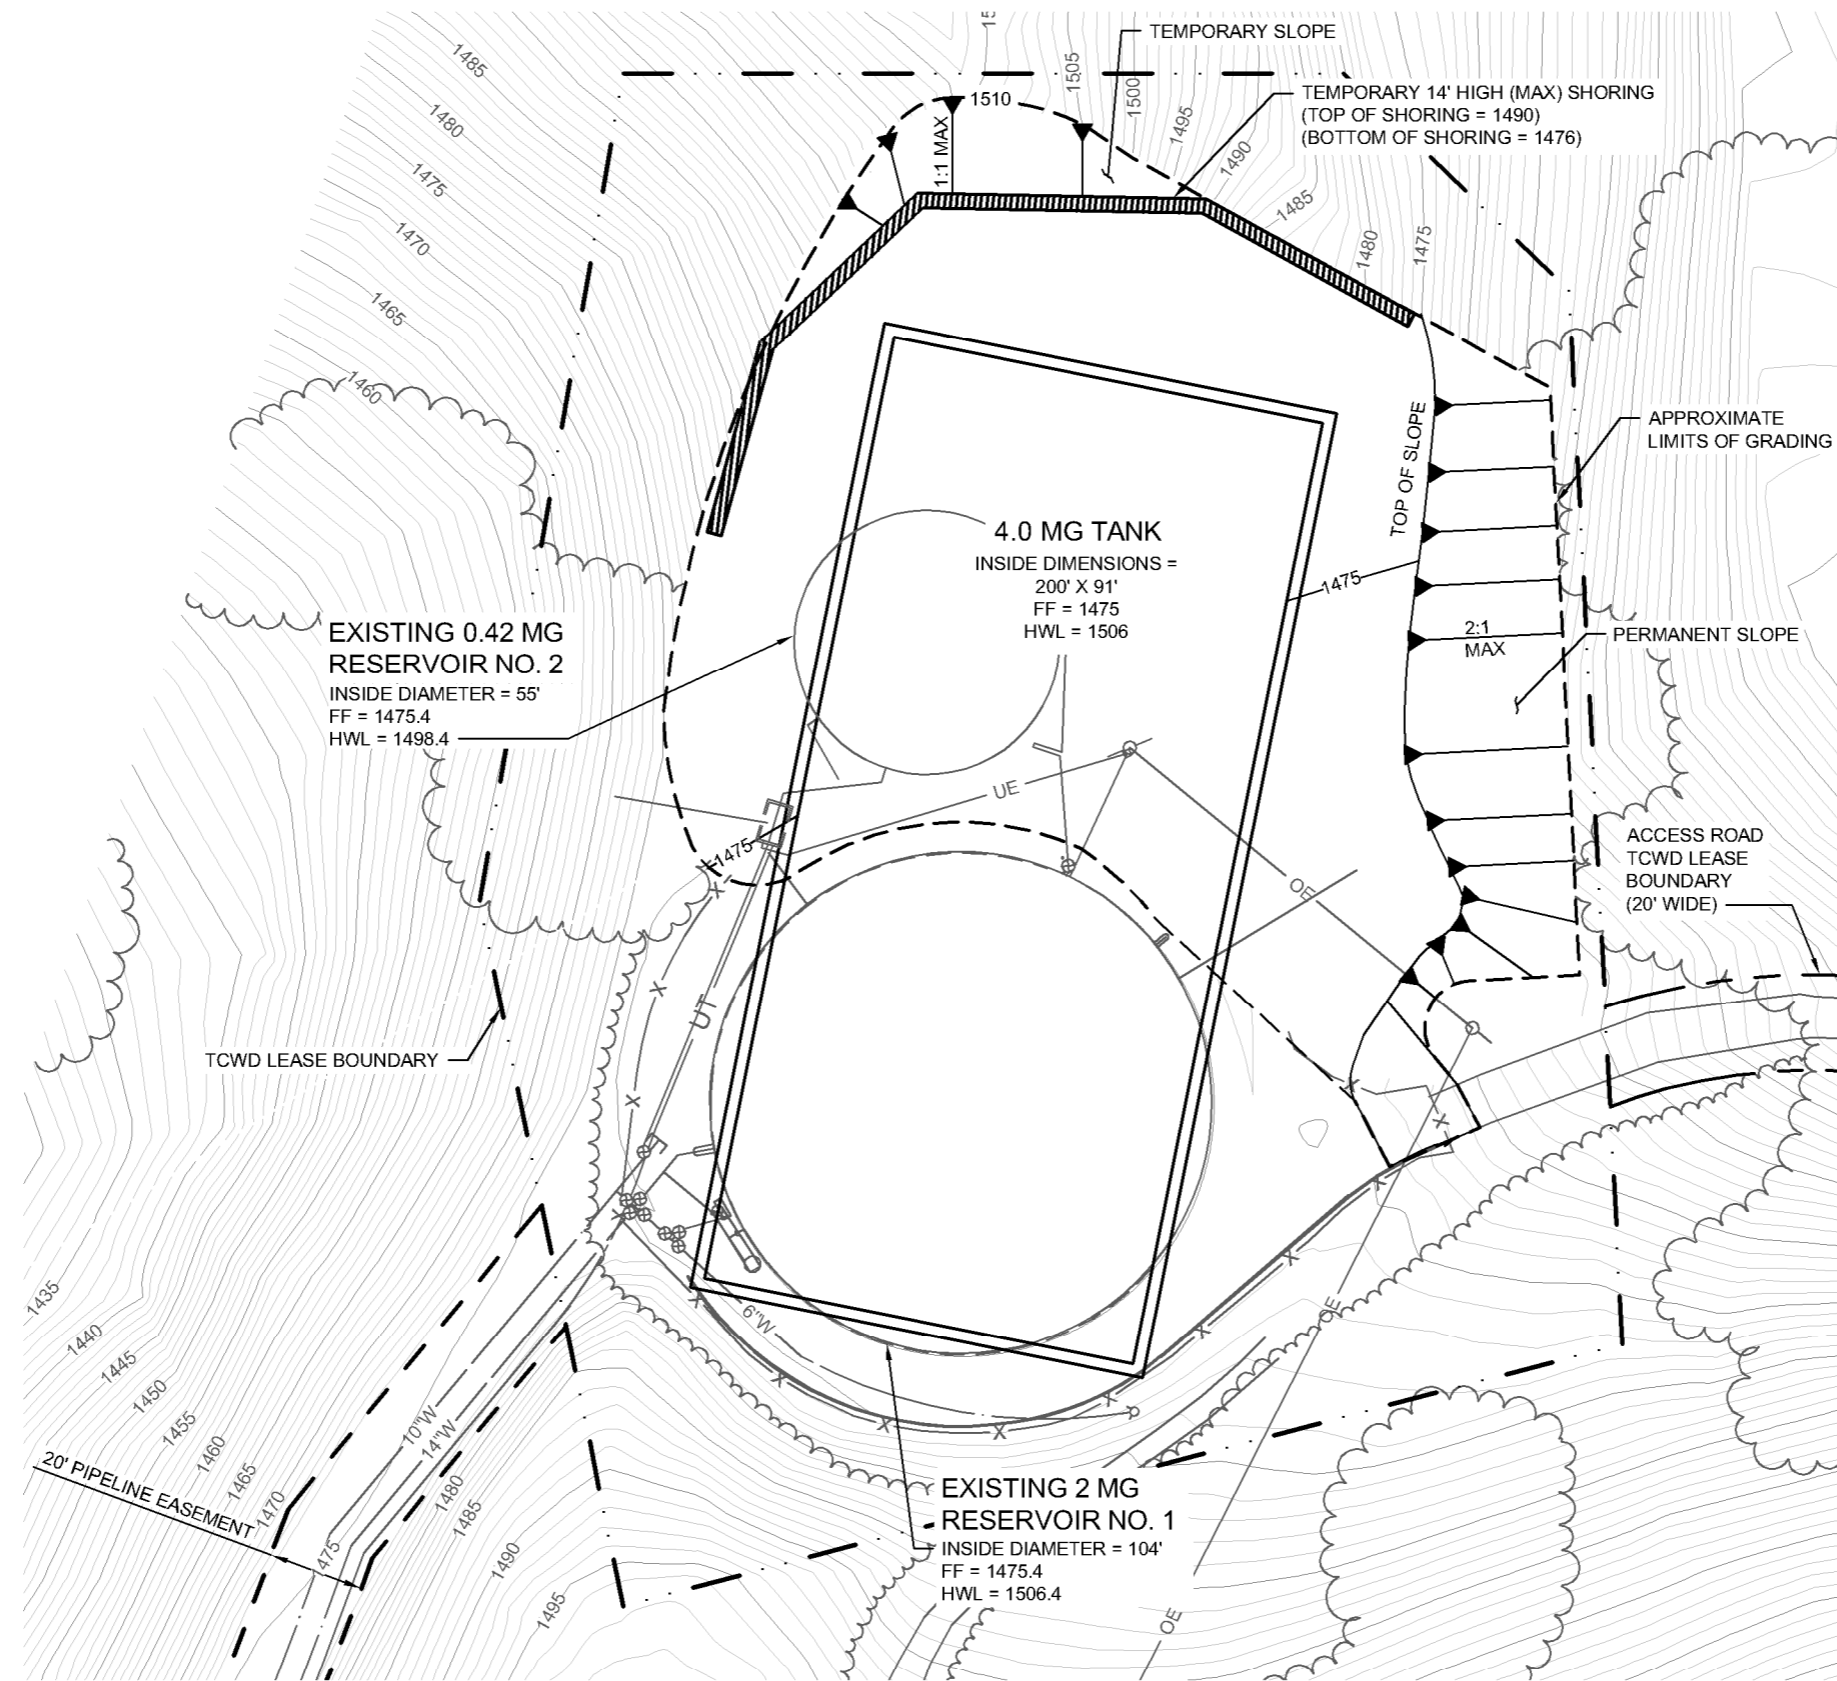 TEMPORARY SLOPE
TEMPORARY 14' HIGH (MAX) SHORING
(TOP OF SHORING = 1490)
(BOTTOM OF SHORING = 1476)
1510
1505
1500
1495
1490
1485
1480
1475
1:1 MAX
1485
1480
1475
1470
1465
1460
APPROXIMATE
LIMITS OF GRADING
TOP OF SLOPE
4.0 MG TANK
INSIDE DIMENSIONS =
200' X 91'
FF = 1475
HWL = 1506
1475
2:1
MAX
PERMANENT SLOPE
EXISTING 0.42 MG
RESERVOIR NO. 2
INSIDE DIAMETER = 55'
FF = 1475.4
HWL = 1498.4
UE
1475
OE
ACCESS ROAD
TCWD LEASE
BOUNDARY
(20' WIDE)
UT
TCWD LEASE BOUNDARY
6"W
OE
1435
1440
1445
1450
1455
1460
1465
1470
1475
1480
1485
1490
1495
10"W
14"W
20' PIPELINE EASEMENT
EXISTING 2 MG
RESERVOIR NO. 1
INSIDE DIAMETER = 104'
FF = 1475.4
HWL = 1506.4
OE